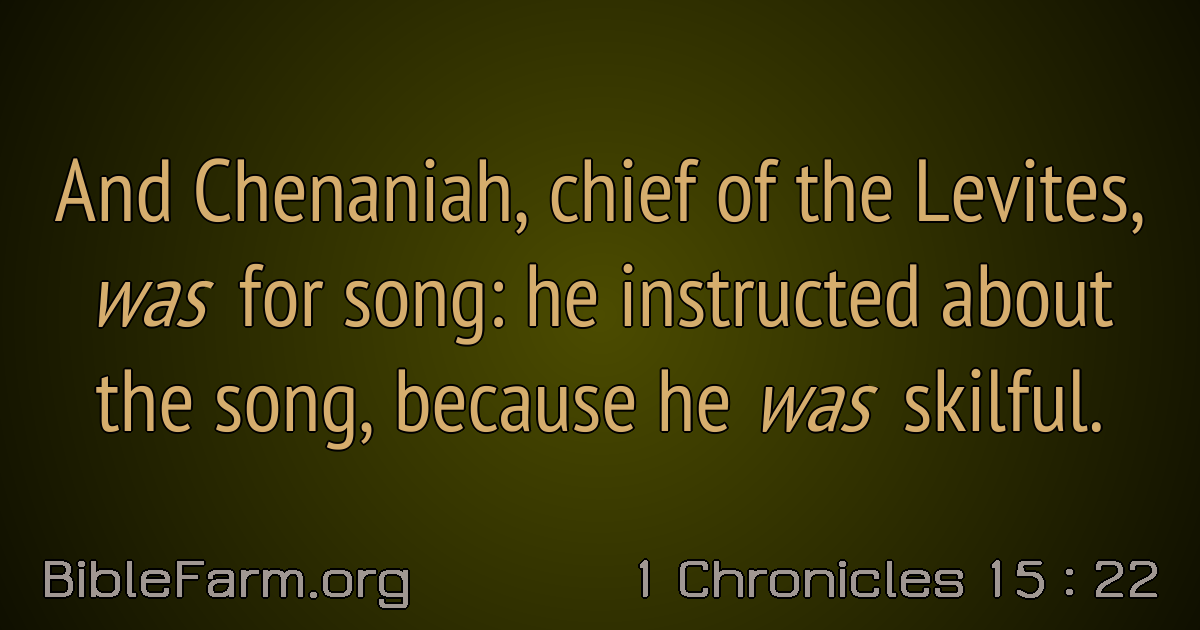 And Chenaniah, chief of the Levites,
was for song: he instructed about
the song, because he was skilful.
BibleFarm.org
1 Chronicles 15 : 22